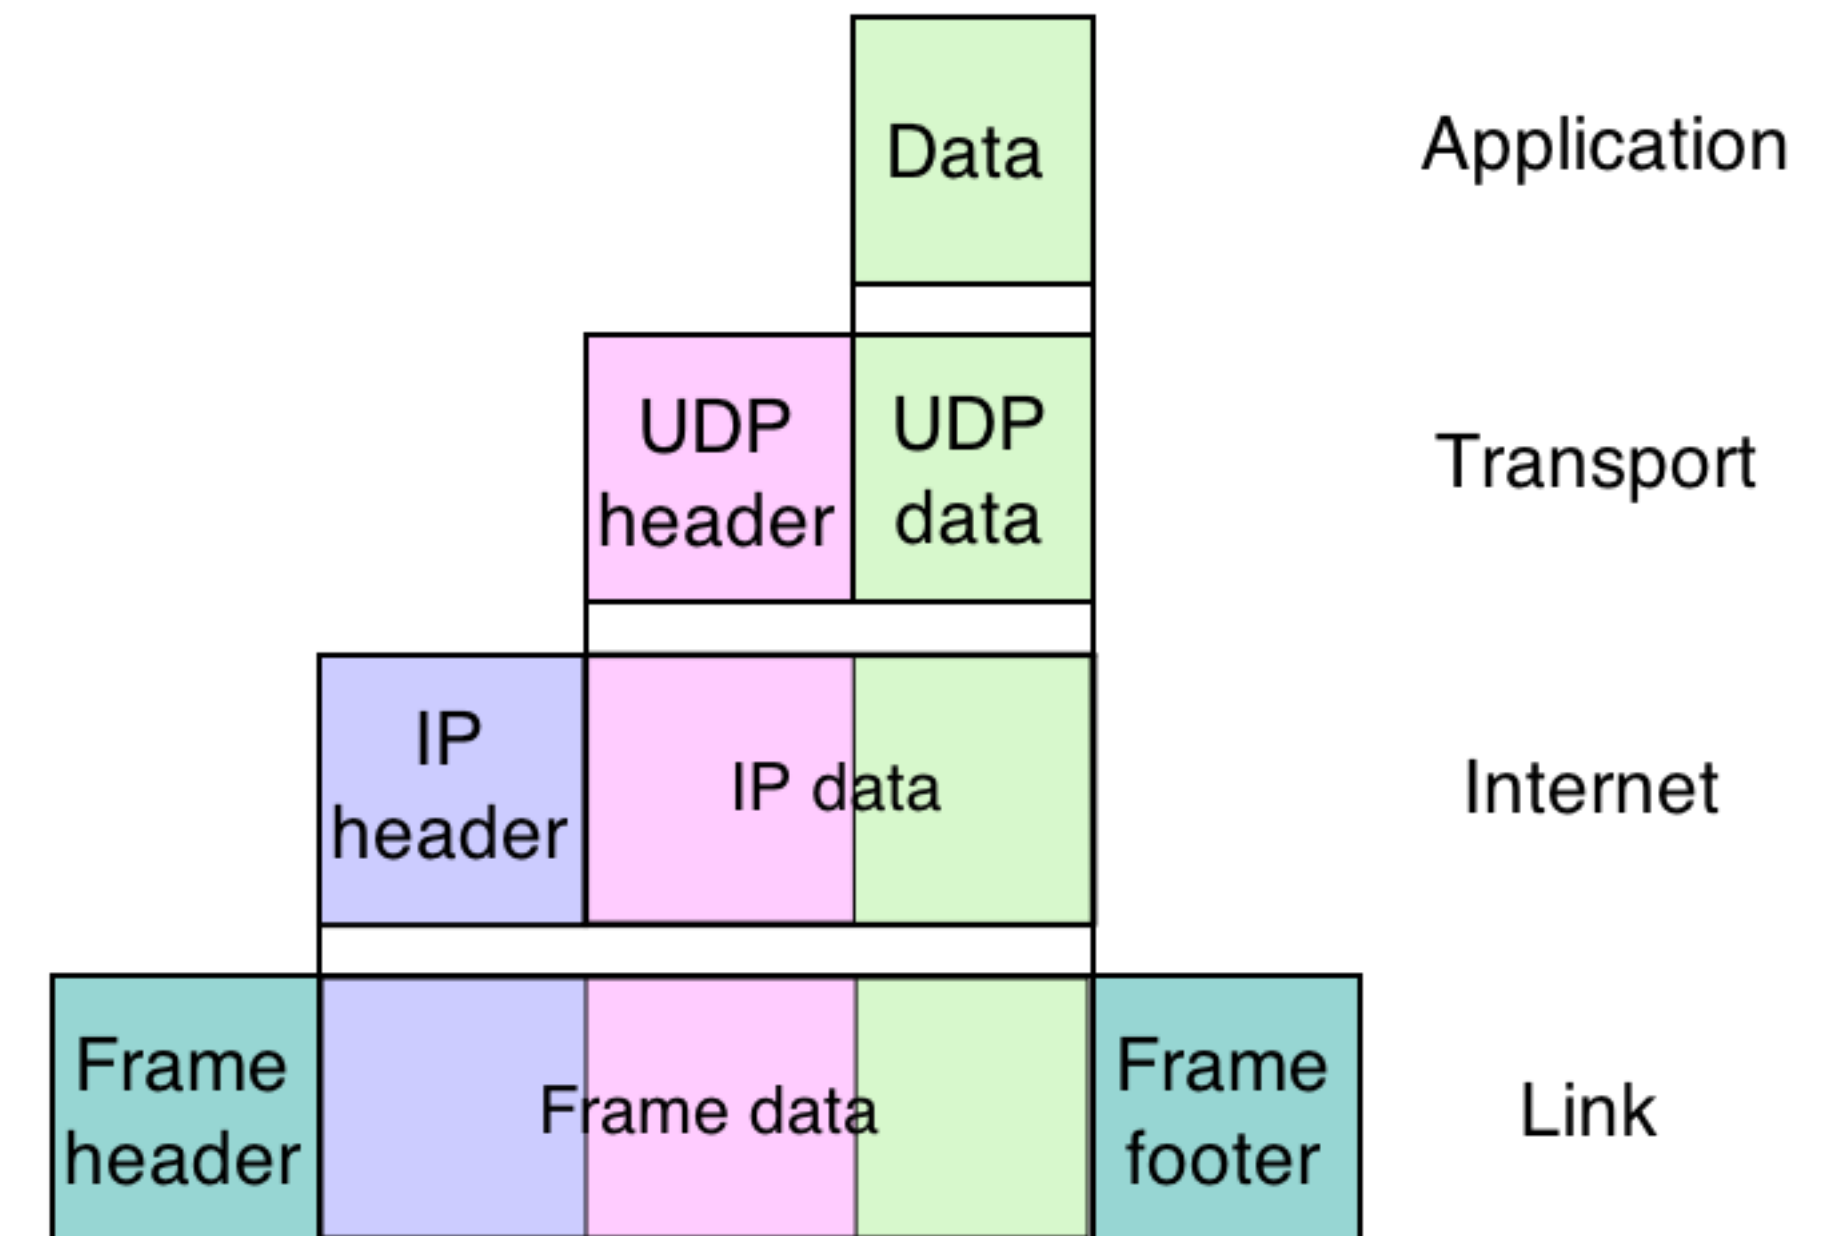 Data
Application
UDP
header
UDP
data
Transport
IP
header
IP data
Internet
Frame
header
Frame data
Frame
footer
Link